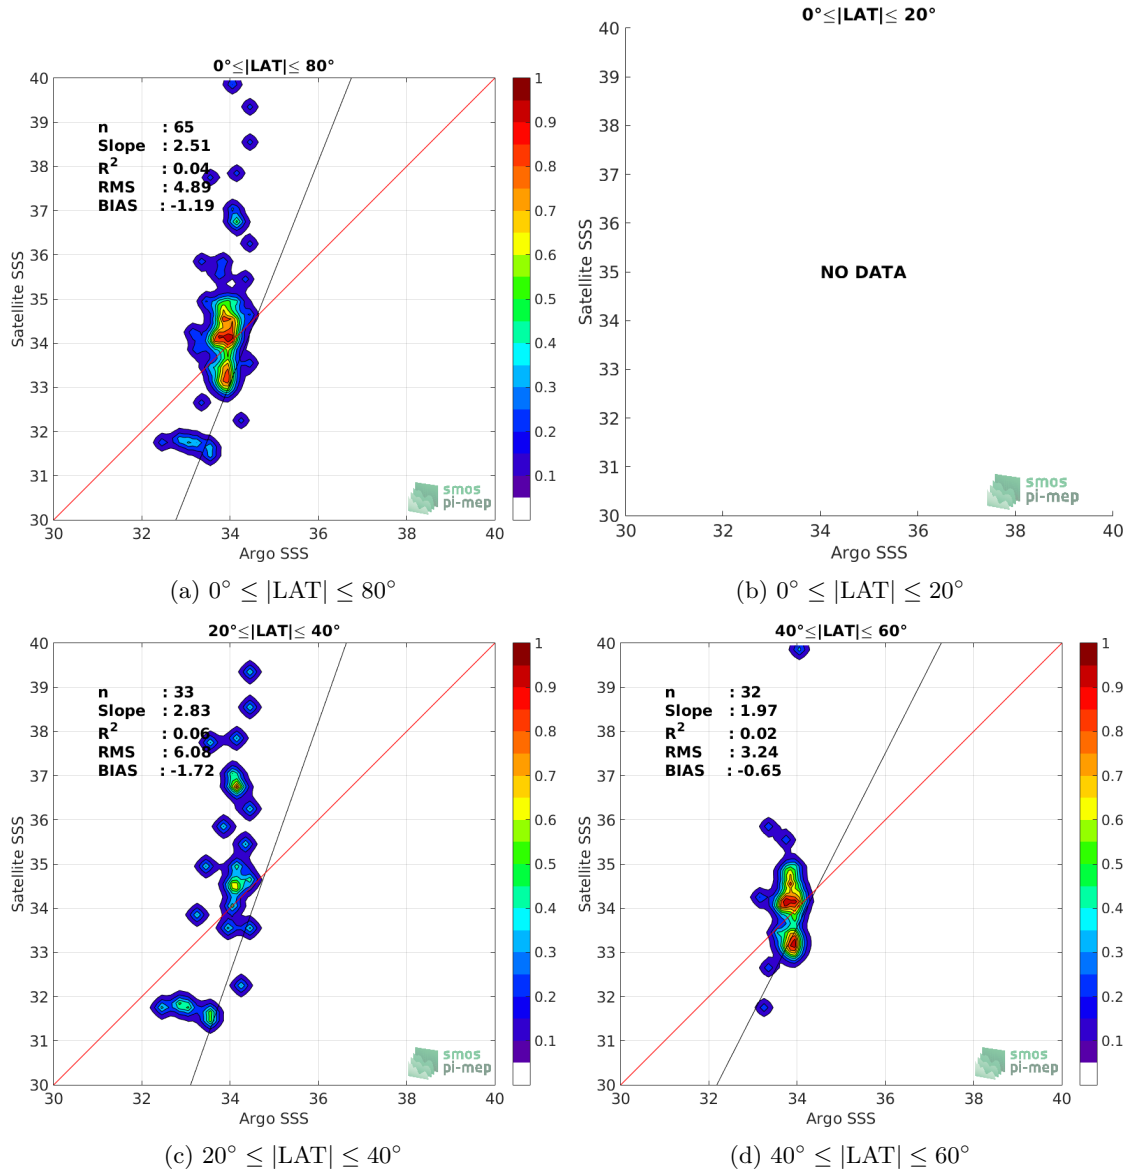 0°≤|LAT|≤ 80°
n : 65
Slope : 2.51
R2 : 0.04
RMS : 4.89
BIAS : -1.19
Satellite SSS
40
39
38
37
36
35
34
33
32
31
30
30 32 34 36 38 40
Argo SSS
1
0.9
0.8
0.7
0.6
0.5
0.4
0.3
0.2
0.1
smos
pi-mep
(a) 0° ≤ |LAT| ≤ 80°
0°≤|LAT|≤ 20°
NO DATA
Satellite SSS
40
39
38
37
36
35
34
33
32
31
30
30 32 34 36 38 40
Argo SSS
smos
pi-mep
(b) 0° ≤ |LAT| ≤ 20°
20°≤|LAT|≤ 40°
n : 33
Slope : 2.83
R2 : 0.06
RMS : 6.08
BIAS : -1.72
Satellite SSS
40
39
38
37
36
35
34
33
32
31
30
30 32 34 36 38 40
Argo SSS
1
0.9
0.8
0.7
0.6
0.5
0.4
0.3
0.2
0.1
smos
pi-mep
(c) 20° ≤ |LAT| ≤ 40°
40°≤|LAT|≤ 60°
n : 32
Slope : 1.97
R2 : 0.02
RMS : 3.24
BIAS : -0.65
Satellite SSS
40
39
38
37
36
35
34
33
32
31
30
30 32 34 36 38 40
Argo SSS
1
0.9
0.8
0.7
0.6
0.5
0.4
0.3
0.2
0.1
smos
pi-mep
(d) 40° ≤ |LAT| ≤ 60°